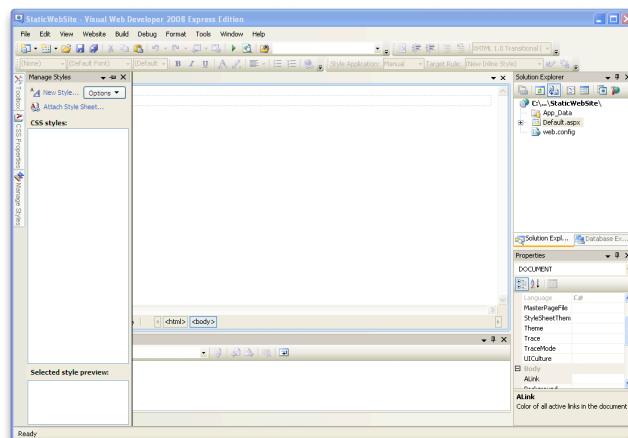 StaticWebSite - Visual Web Developer 2008 Express Edition
File Edit View Website Build Debug Format Tools Window Help
XHTML 1.0 Transitional (
(None) (Default Font) (Default B I U A Style Application: Manual Target Rule: (New Inline Style)
Manage Styles
Solution Explorer
Toolbox
CSS Properties
Manage Styles
New Style... Options
Attach Style Sheet...
CSS styles:
C:\...\StaticWebSite\
App_Data
Default.aspx
web.config
Solution Expl... Database Ex...
Properties
DOCUMENT
Language C#
MasterPageFile
StyleSheetThem
Theme
Trace
TraceMode
UICulture
Body
ALink
<html> <body>
Selected style preview:
ALink
Color of all active links in the document
Ready